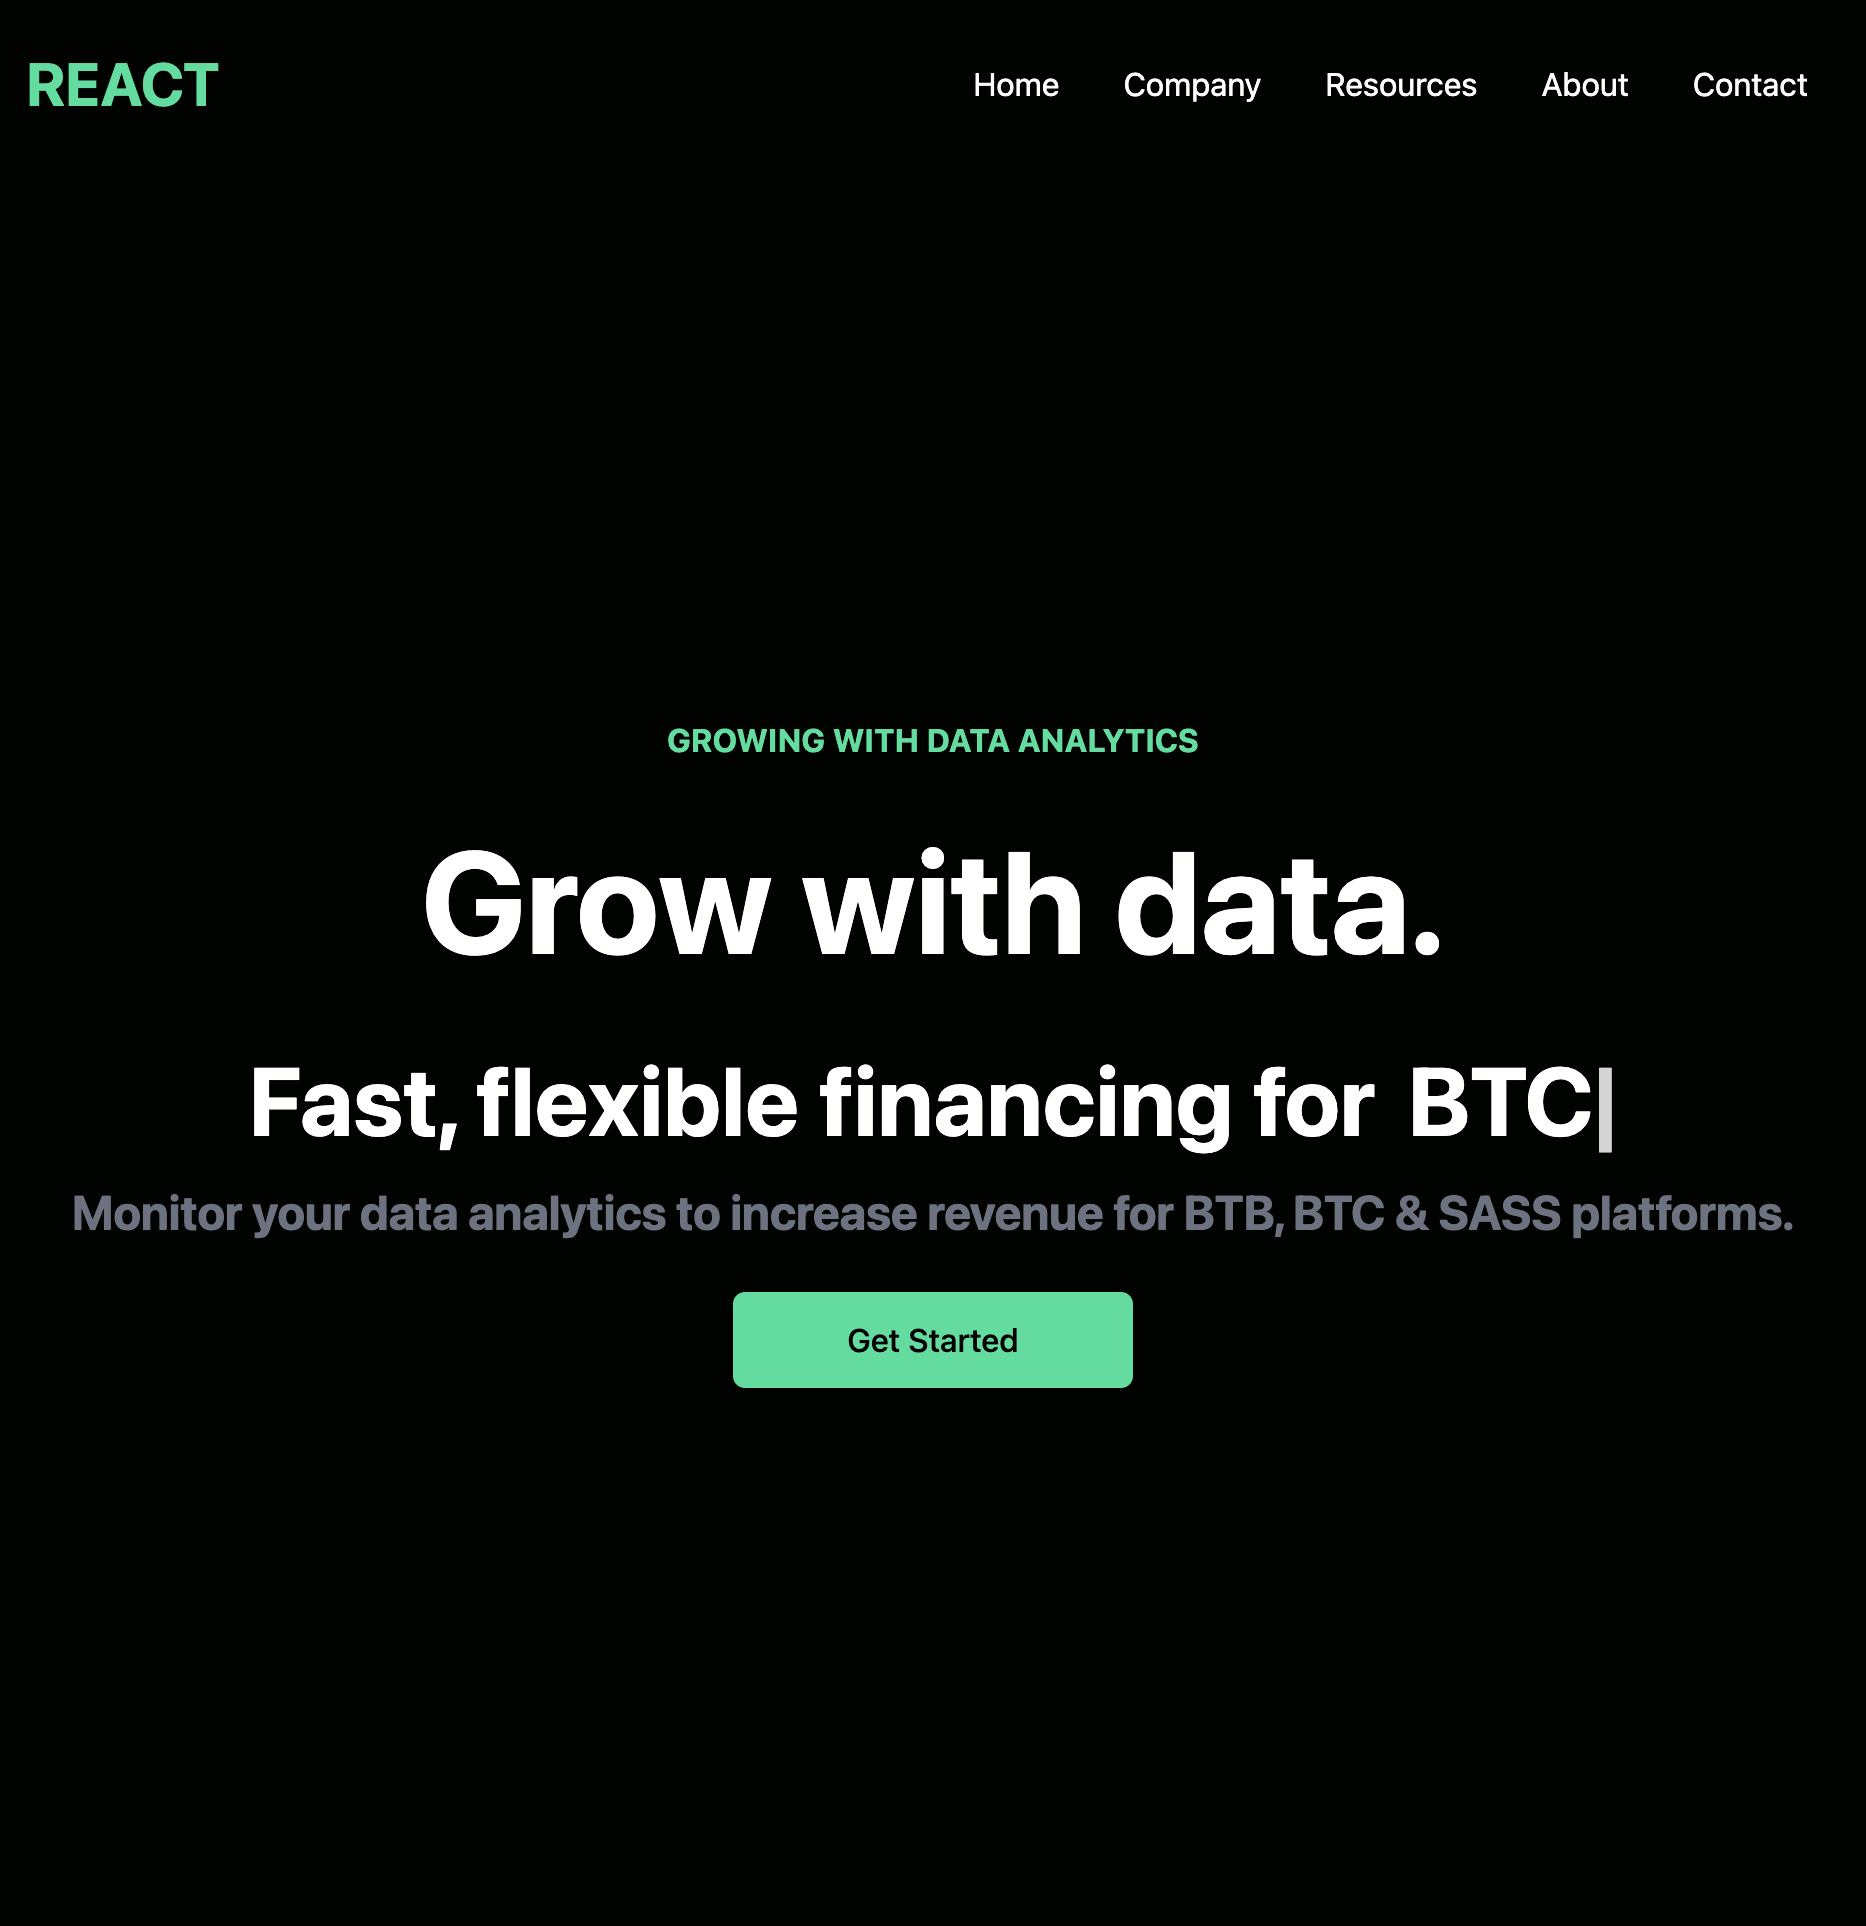 REACT
Home Company Resources About Contact
GROWING WITH DATA ANALYTICS
Grow with data.
Fast, flexible financing for BTC|
Monitor your data analytics to increase revenue for BTB, BTC & SASS platforms.
Get Started